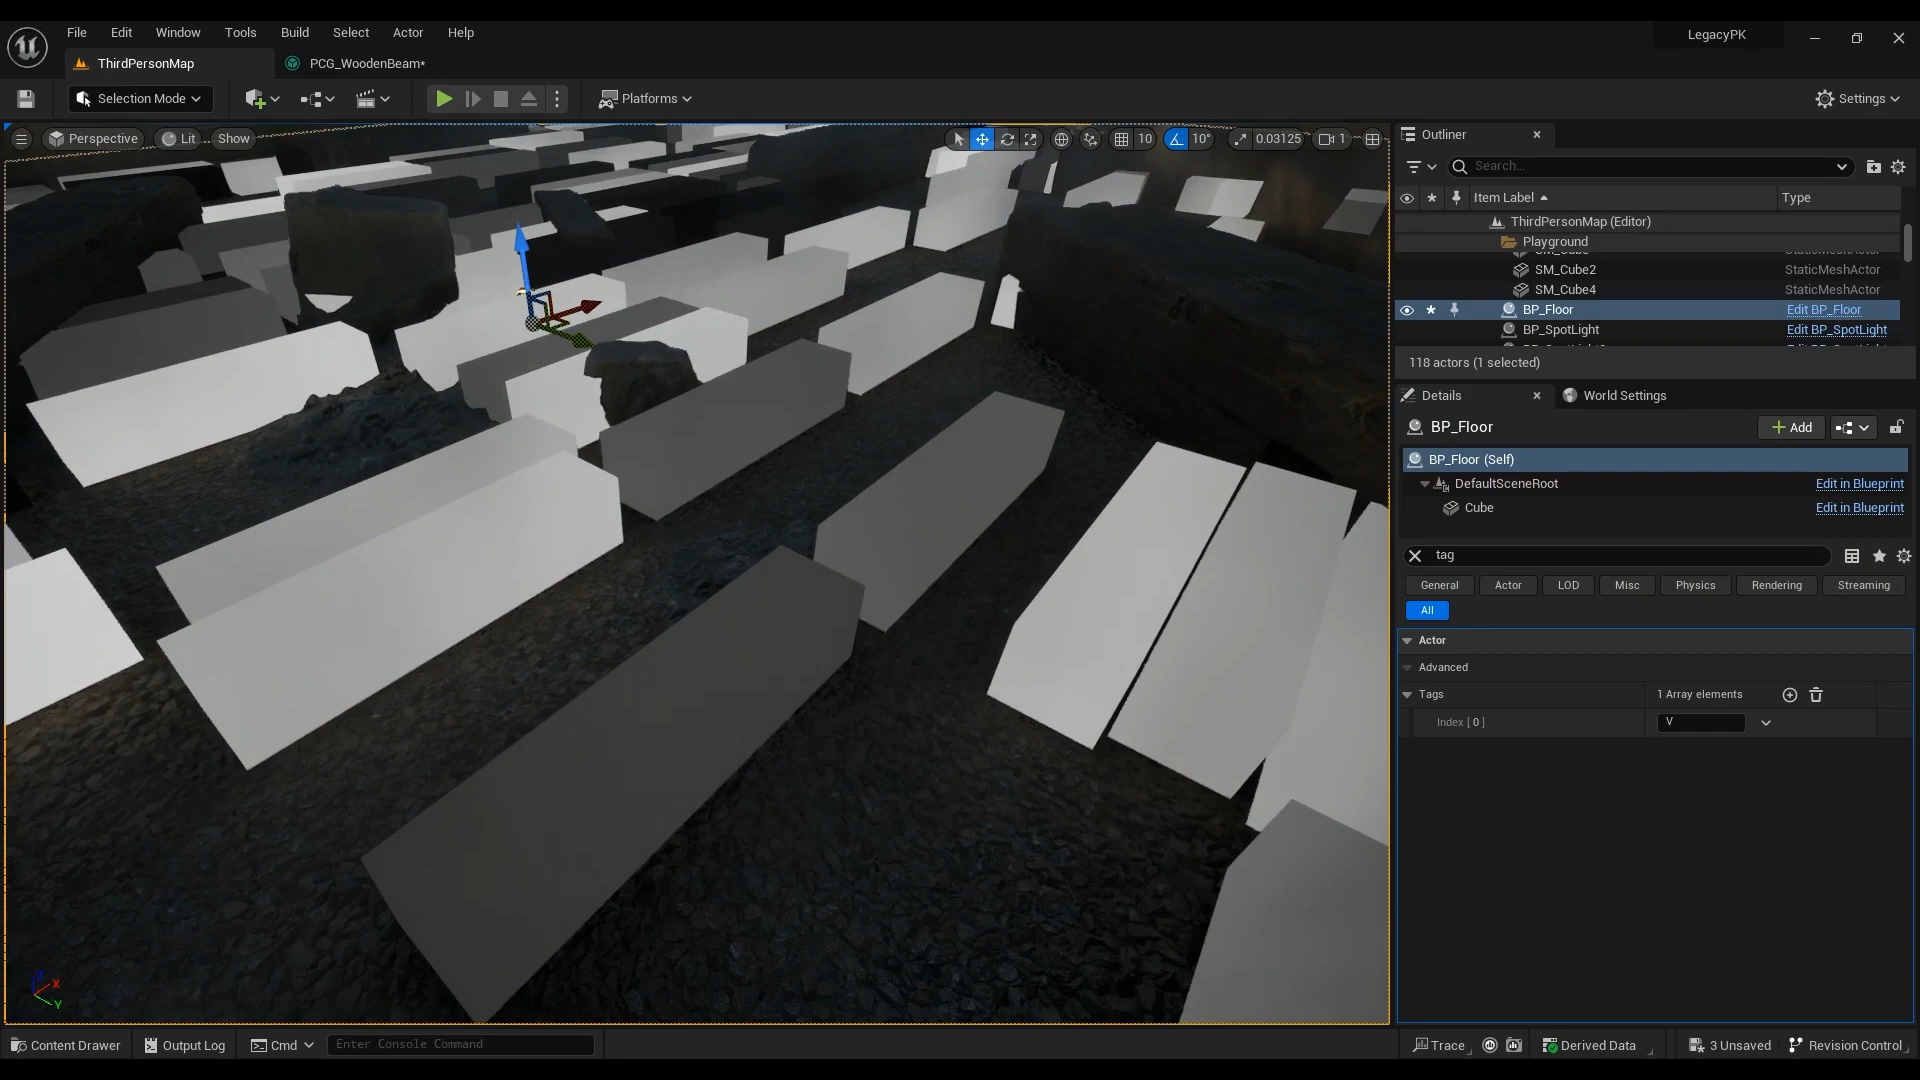 File Edit Window Tools Build Select Actor Help
LegacyPK
ThirdPersonMap
PCG_WoodenBeam*
Selection Mode
Platforms
Settings
Perspective
Lit
Show
10
10°
0.03125
1
Outliner
Search...
Item Label
Type
ThirdPersonMap (Editor)
Playground
SM_Cube2 StaticMeshActor
SM_Cube4 StaticMeshActor
BP_Floor Edit BP_Floor
BP_SpotLight Edit BP_SpotLight
118 actors (1 selected)
Details
World Settings
BP_Floor
Add
BP_Floor (Self)
DefaultSceneRoot Edit in Blueprint
Cube Edit in Blueprint
tag
General Actor LOD Misc Physics Rendering Streaming
All
Actor
Advanced
Tags 1 Array elements
Index [ 0 ] V
Z
X
Y
Content Drawer
Output Log
Cmd
Enter Console Command
Trace
Derived Data
3 Unsaved
Revision Control